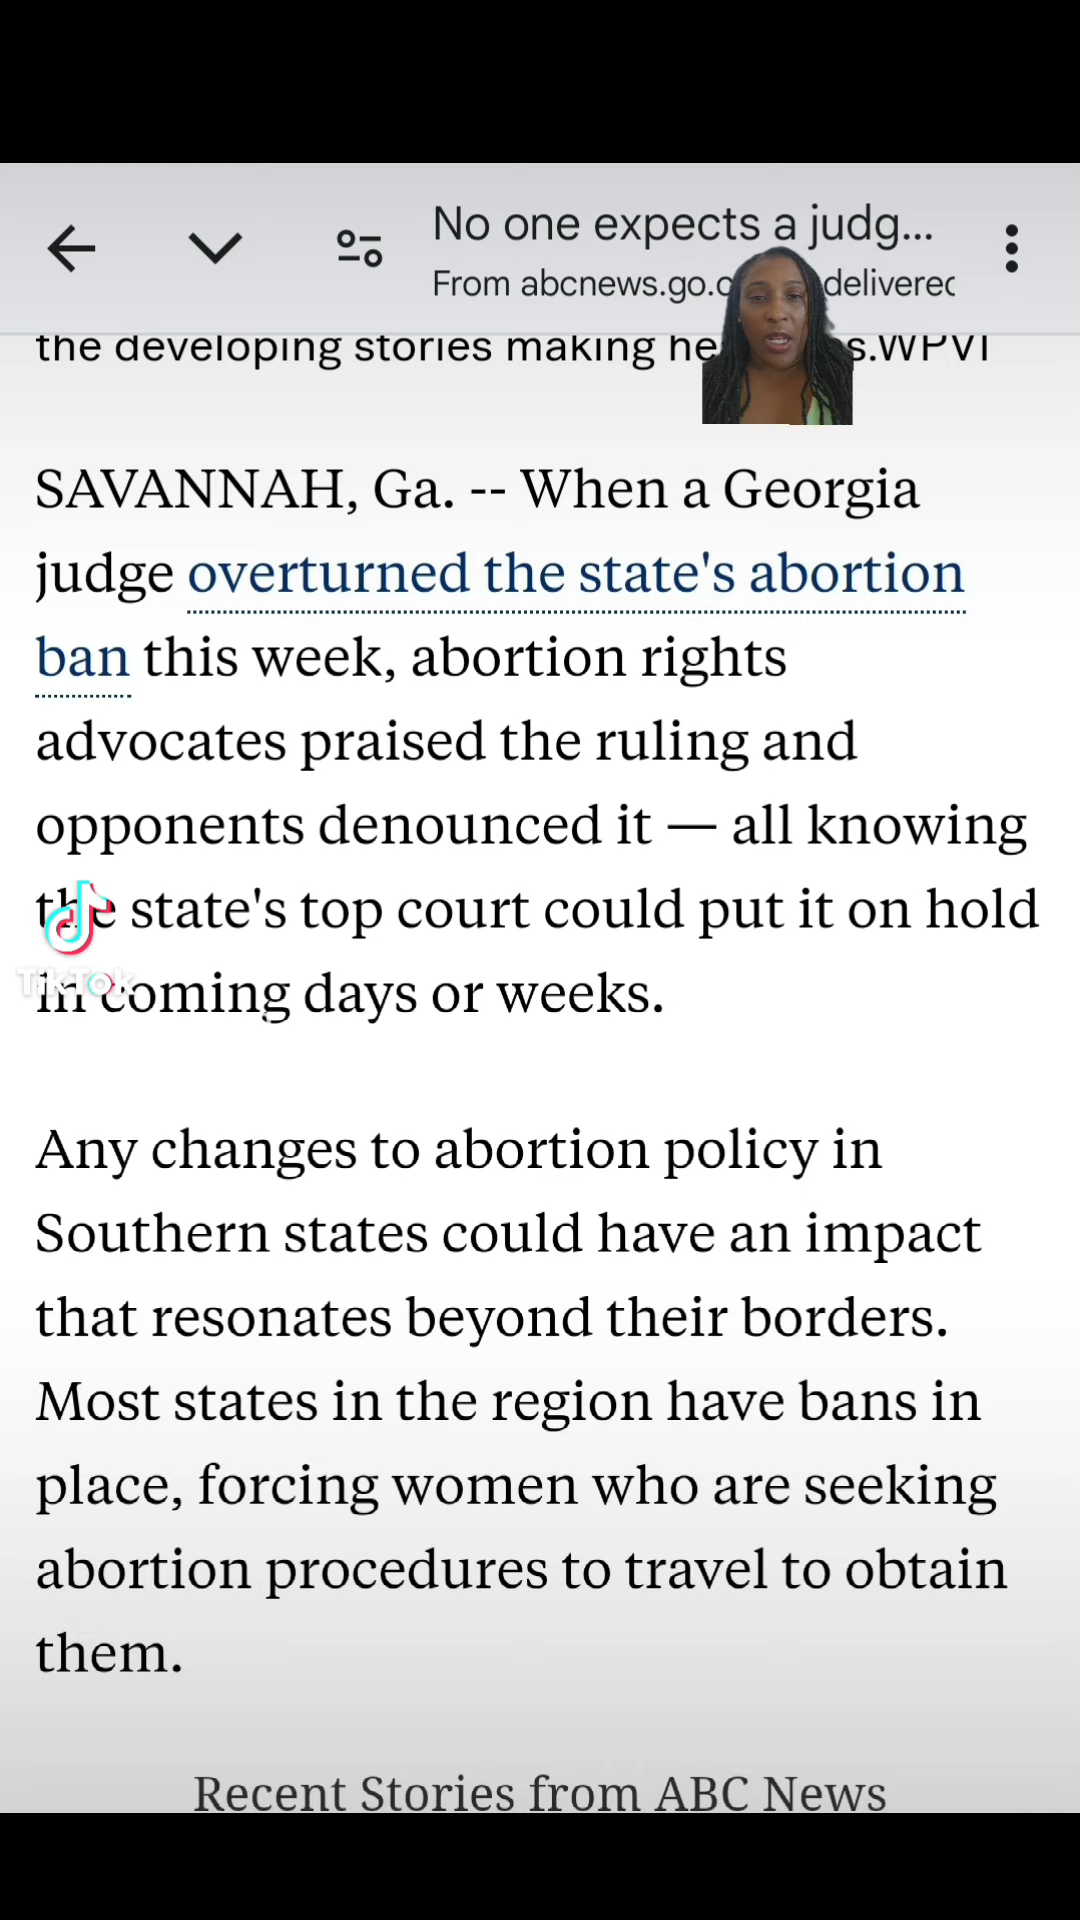 No one expects a judg...
From abcnews.go.c delivered
the developing stories making he s.WPVI
SAVANNAH, Ga. -- When a Georgia
judge overturned the state's abortion
ban this week, abortion rights
advocates praised the ruling and
opponents denounced it — all knowing
the state's top court could put it on hold
in coming days or weeks.
TikTok
Any changes to abortion policy in
Southern states could have an impact
that resonates beyond their borders.
Most states in the region have bans in
place, forcing women who are seeking
abortion procedures to travel to obtain
them.
Recent Stories from ABC News